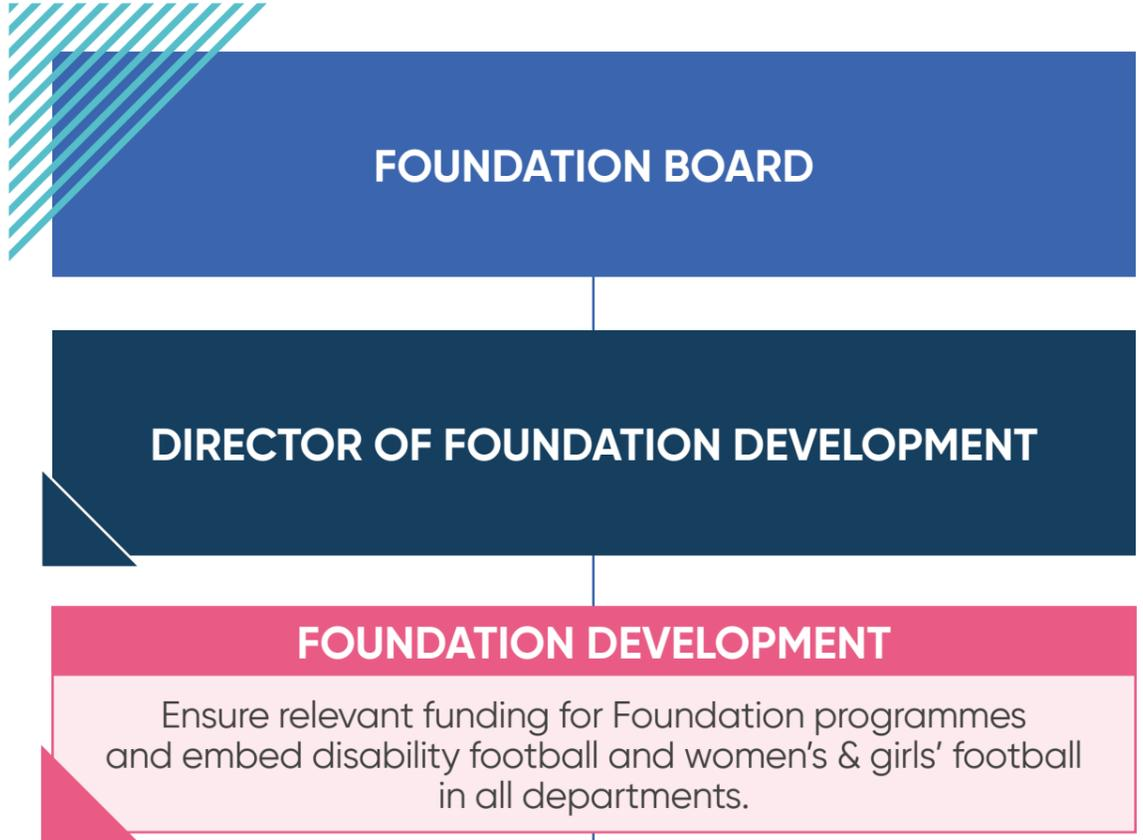 FOUNDATION BOARD
DIRECTOR OF FOUNDATION DEVELOPMENT
FOUNDATION DEVELOPMENT
Ensure relevant funding for Foundation programmes
and embed disability football and women’s & girls’ football
in all departments.